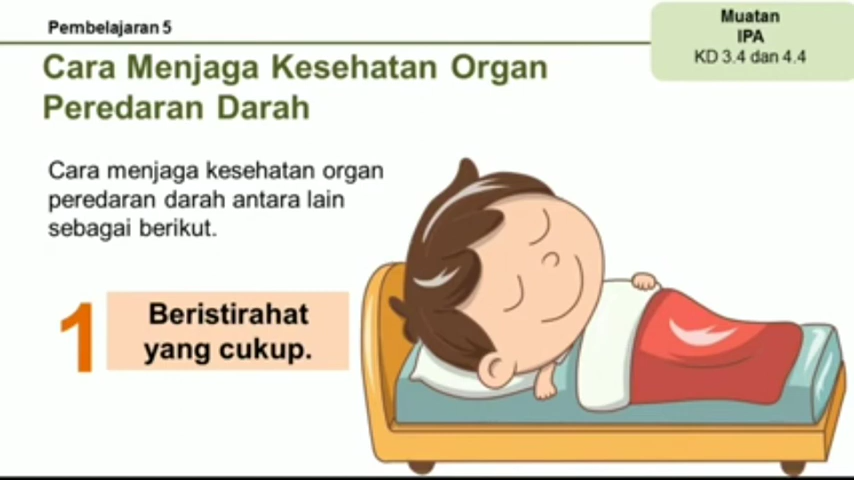 Pembelajaran 5
Muatan
IPA
KD 3.4 dan 4.4
Cara Menjaga Kesehatan Organ
Peredaran Darah
Cara menjaga kesehatan organ
peredaran darah antara lain
sebagai berikut.
1
Beristirahat
yang cukup.